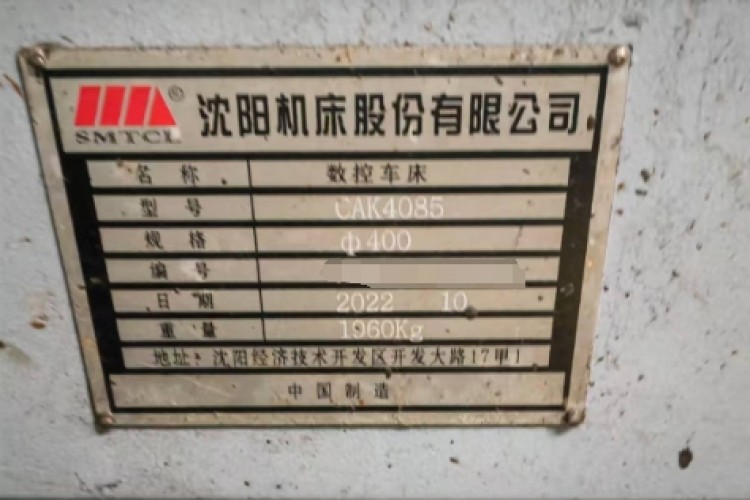 SMTCL ® 沈阳机床股份有限公司
名称 数控车床
型号 CAK4085
规格 ф400
编号
日期 2022 10
重量 1960Kg
地址:沈阳经济技术开发区开发大路17甲1
中国制造